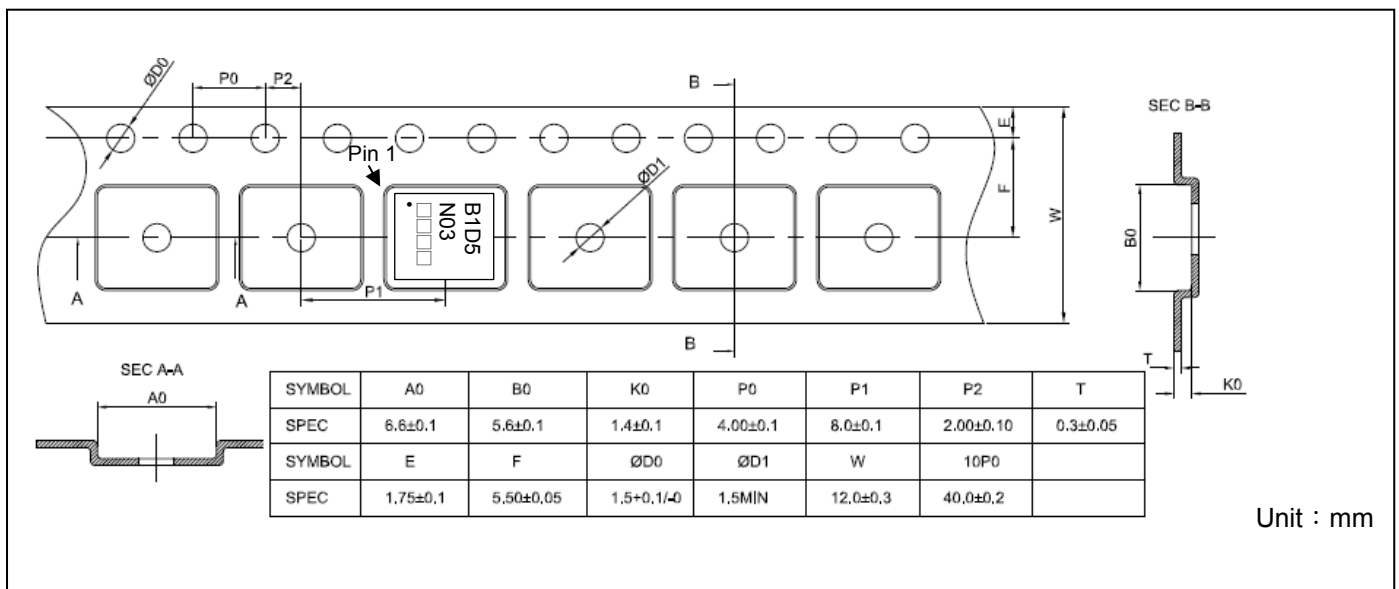 ØD0
P0
P2
B
SEC B-B
E
Pin 1
ØD1
B1D5
N03
F
W
B0
A
A
P1
B
T
K0
SEC A-A
A0
SYMBOL A0 B0 K0 P0 P1 P2 T
SPEC 6.6±0.1 5.6±0.1 1.4±0.1 4.00±0.1 8.0±0.1 2.00±0.10 0.3±0.05
SYMBOL E F ØD0 ØD1 W 10P0
SPEC 1.75±0.1 5.50±0.05 1.5+0.1/-0 1.5MIN 12.0±0.3 40.0±0.2
Unit：mm